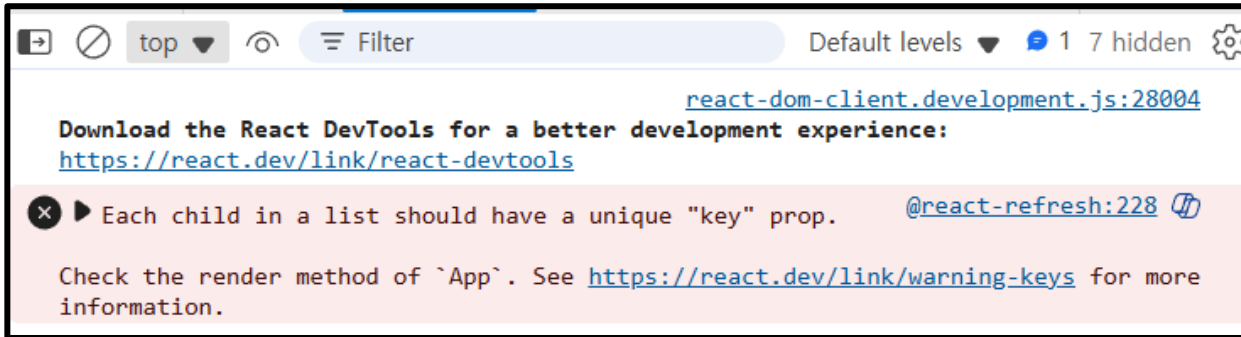 top ▼ Filter Default levels ▼ 1 7 hidden
react-dom-client.development.js:28004
Download the React DevTools for a better development experience:
https://react.dev/link/react-devtools
Each child in a list should have a unique "key" prop. @react-refresh:228
Check the render method of `App`. See https://react.dev/link/warning-keys for more
information.